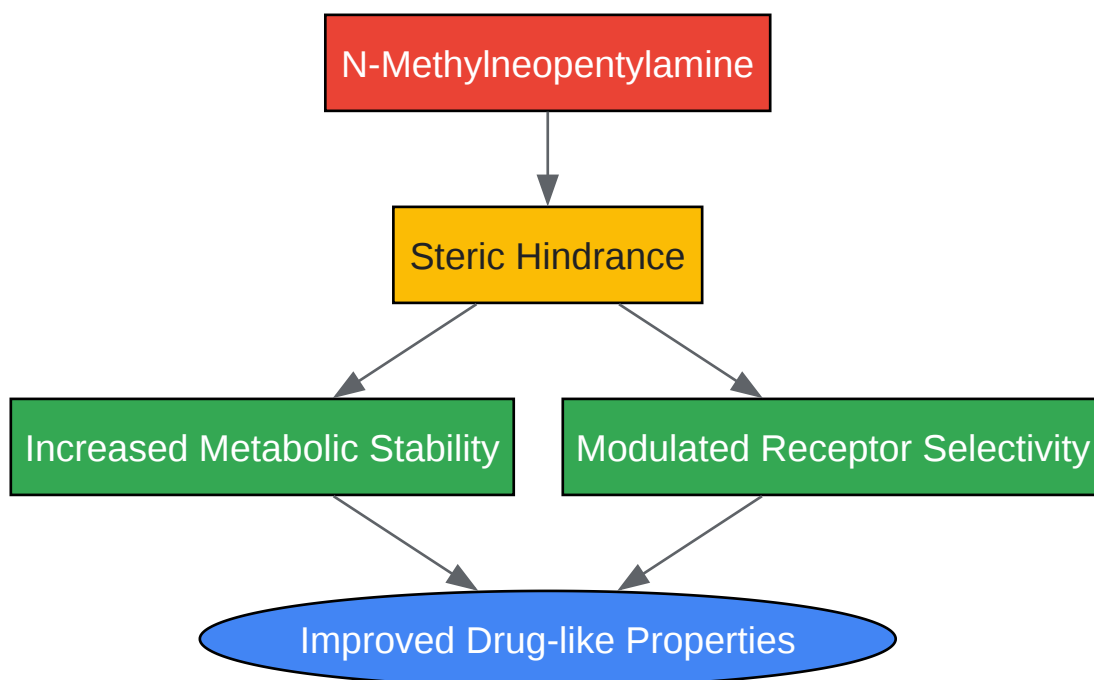 N-Methylneopentylamine
Steric Hindrance
Increased Metabolic Stability
Modulated Receptor Selectivity
Improved Drug-like Properties